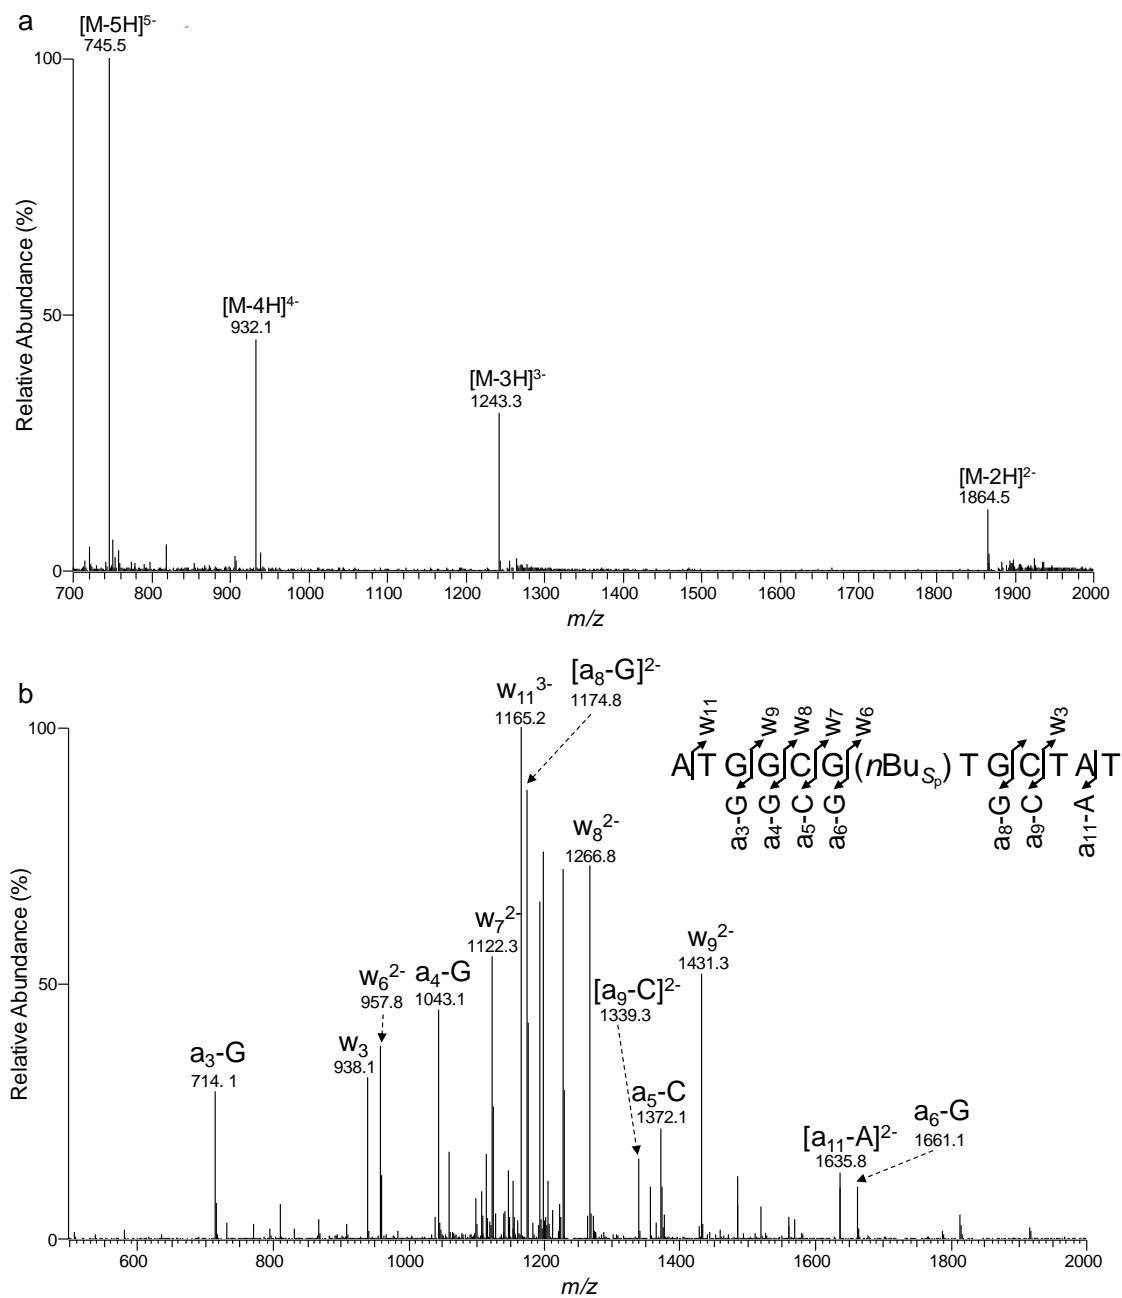 a
[M-5H]5-
745.5
100
[M-4H]4-
932.1
50
[M-3H]3-
1243.3
[M-2H]2-
1864.5
0
Relative Abundance (%)
700 800 900 1000 1100 1200 1300 1400 1500 1600 1700 1800 1900 2000
m/z
b
w11 3-
1165.2
[a8-G]2-
1174.8
w11 w9 w8 w7 w6 w3
A T G G C G (nBuSp) T G C T A T
a3-G a4-G a5-C a6-G a8-G a9-C a11-A
100
w8 2-
1266.8
w7 2-
1122.3
w9 2-
1431.3
w6 2-
957.8
a4-G
1043.1
50
[a9-C]2-
1339.3
w3
938.1
a3-G
714. 1
a5-C
1372.1
a6-G
1661.1
[a11-A]2-
1635.8
0
Relative Abundance (%)
600 800 1000 1200 1400 1600 1800 2000
m/z